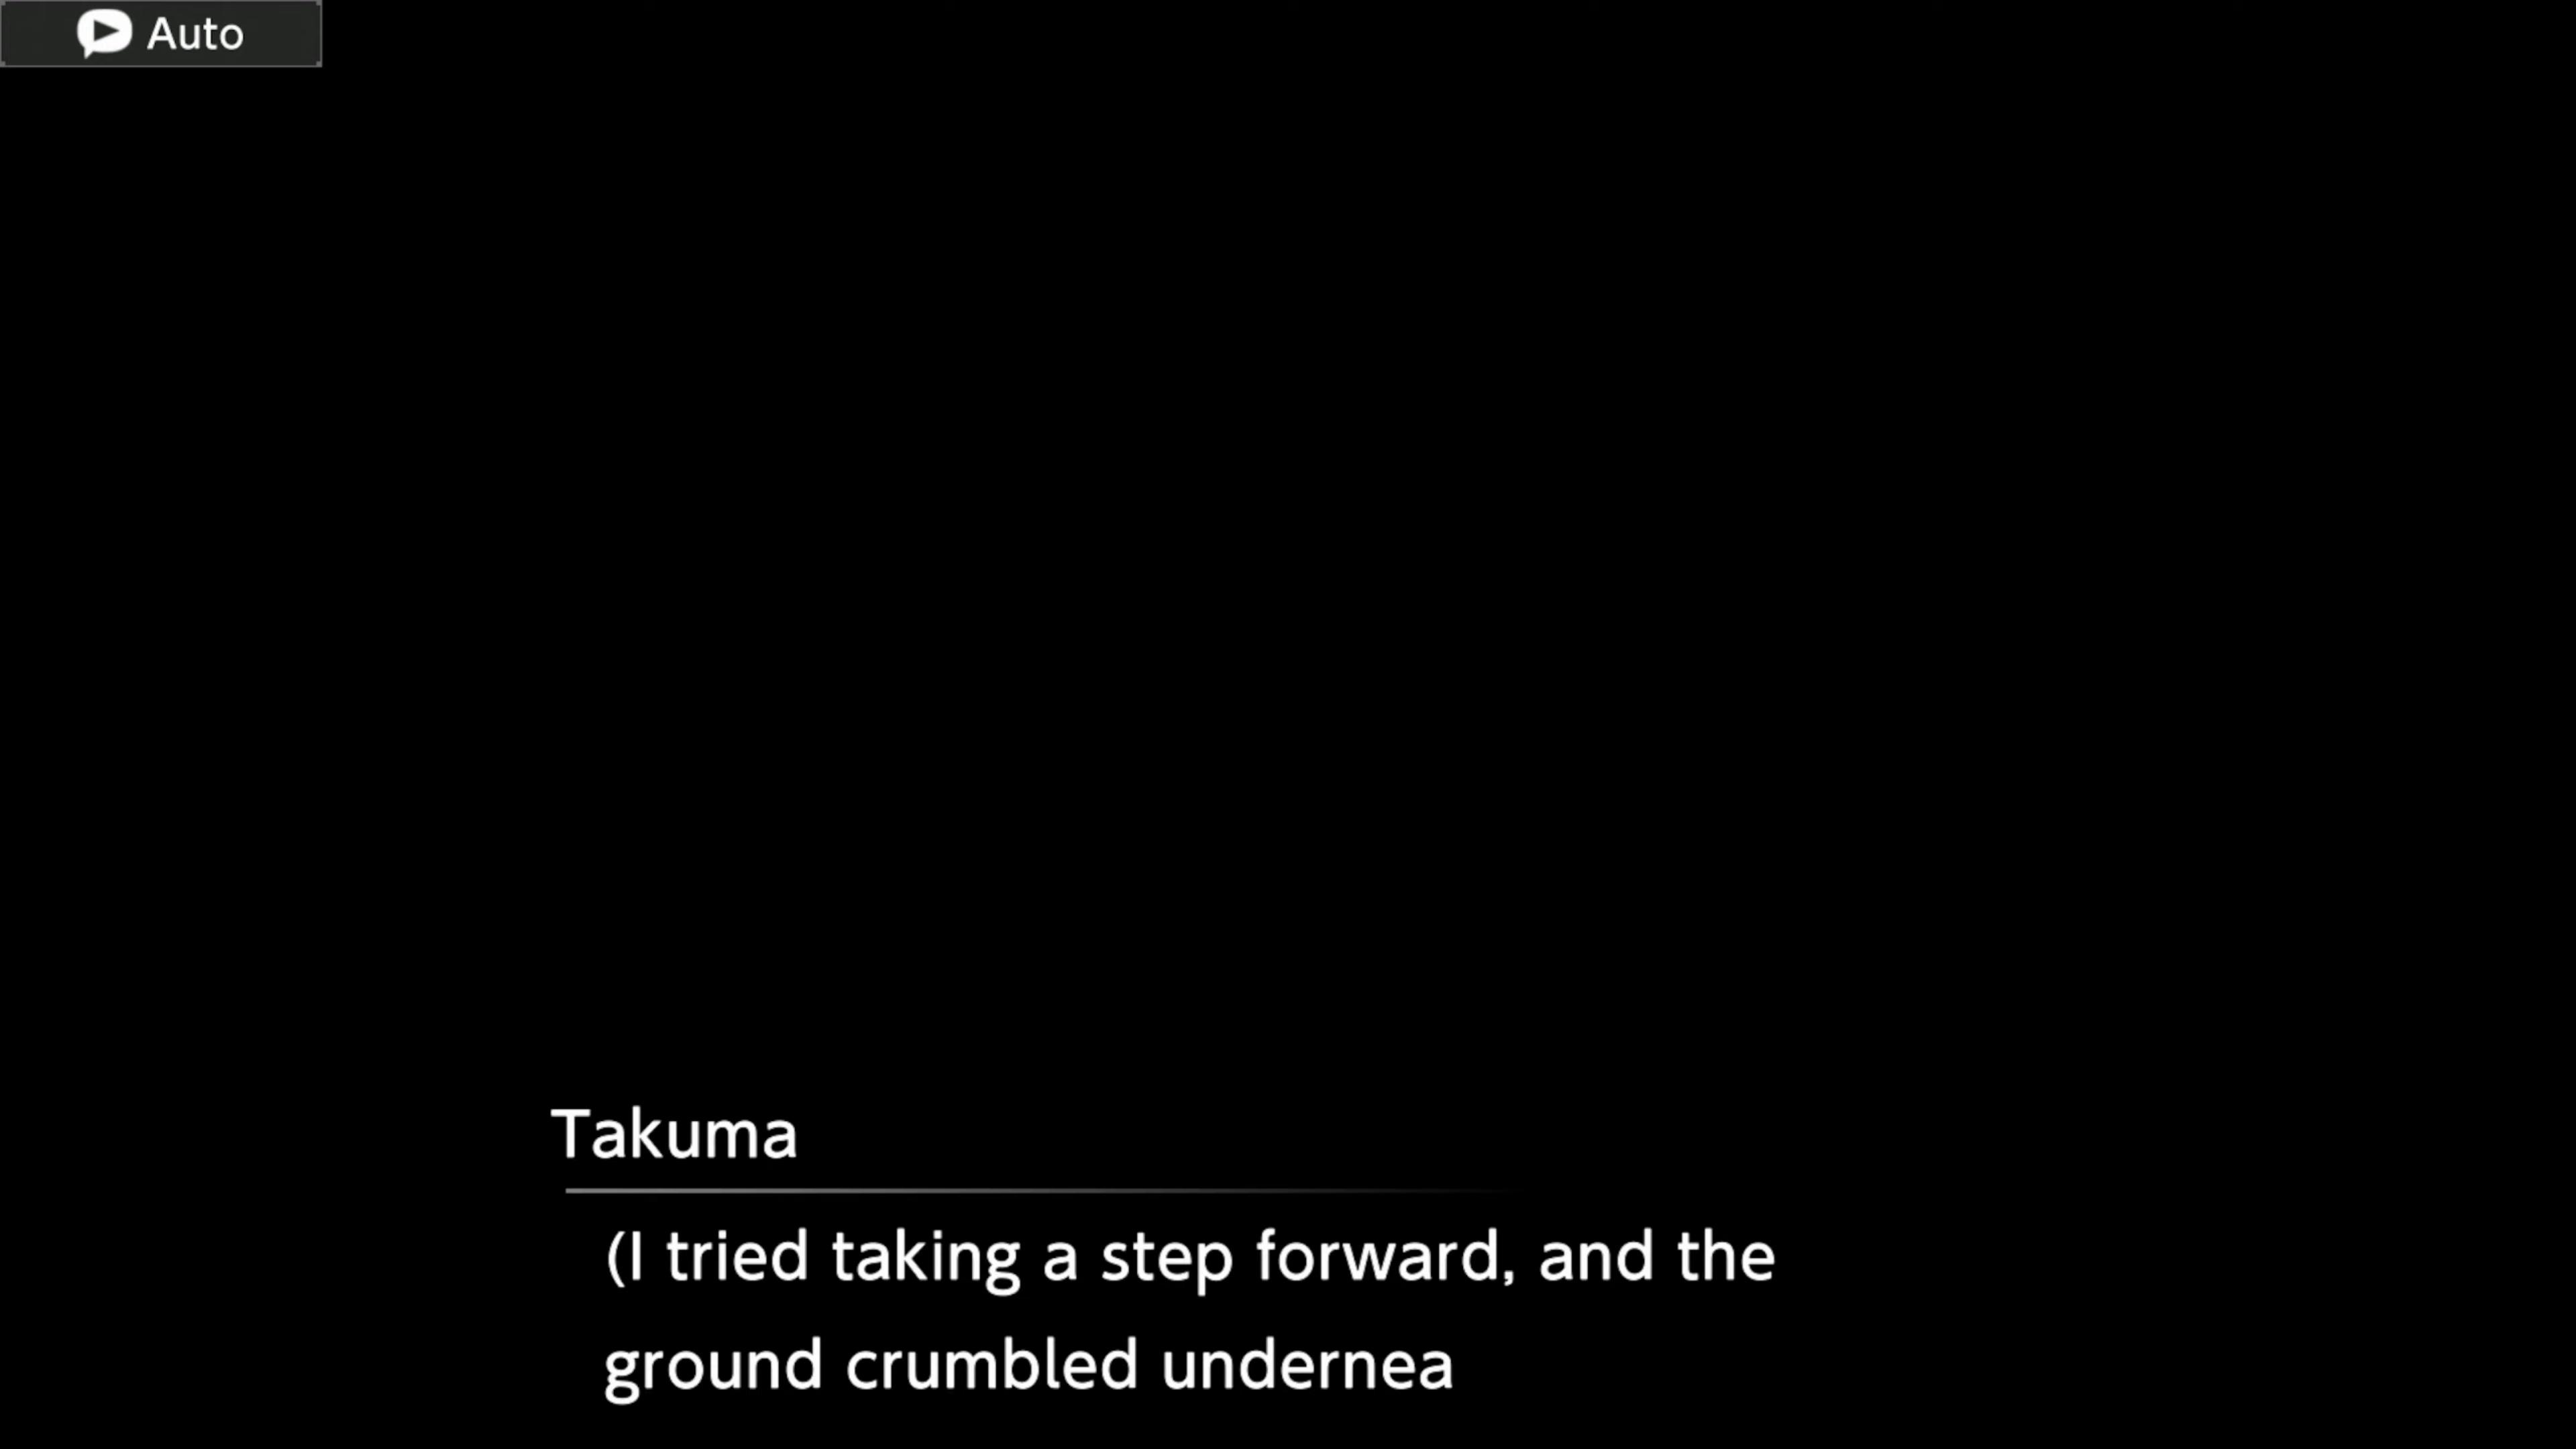 Auto
Takuma
(I tried taking a step forward, and the
ground crumbled undernea